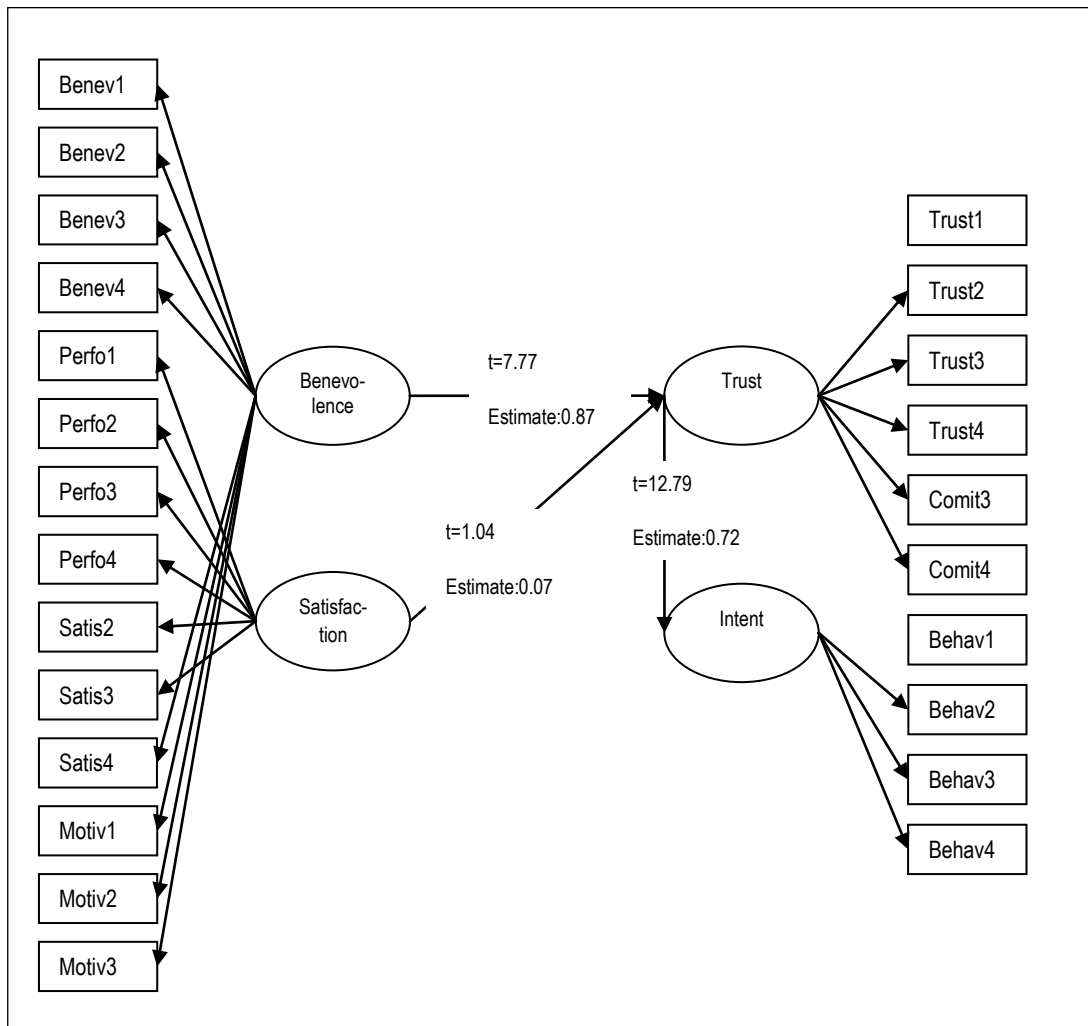 Benev1
Benev2
Benev3
Benev4
Perfo1
Perfo2
Perfo3
Perfo4
Satis2
Satis3
Satis4
Motiv1
Motiv2
Motiv3
Benevo-
lence
Satisfac-
tion
t=7.77
Estimate:0.87
t=1.04
Estimate:0.07
Trust
t=12.79
Estimate:0.72
Intent
Trust1
Trust2
Trust3
Trust4
Comit3
Comit4
Behav1
Behav2
Behav3
Behav4